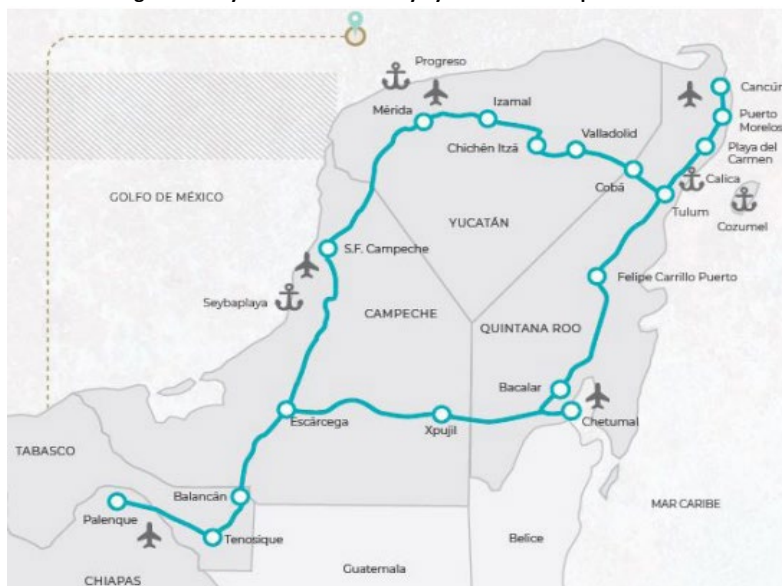 Progreso
Mérida
Izamal
Cancún
Puerto
Morelos
Chichén Itzá
Valladolid
Playa del
Carmen
Cobá
Calica
GOLFO DE MÉXICO
Tulum
YUCATÁN
Cozumel
S.F. Campeche
Felipe Carrillo Puerto
Seybaplaya
CAMPECHE
QUINTANA ROO
Bacalar
Escárcega
Xpujil
Chetumal
TABASCO
Balancán
MAR CARIBE
Palenque
Tenosique
Belice
Guatemala
CHIAPAS